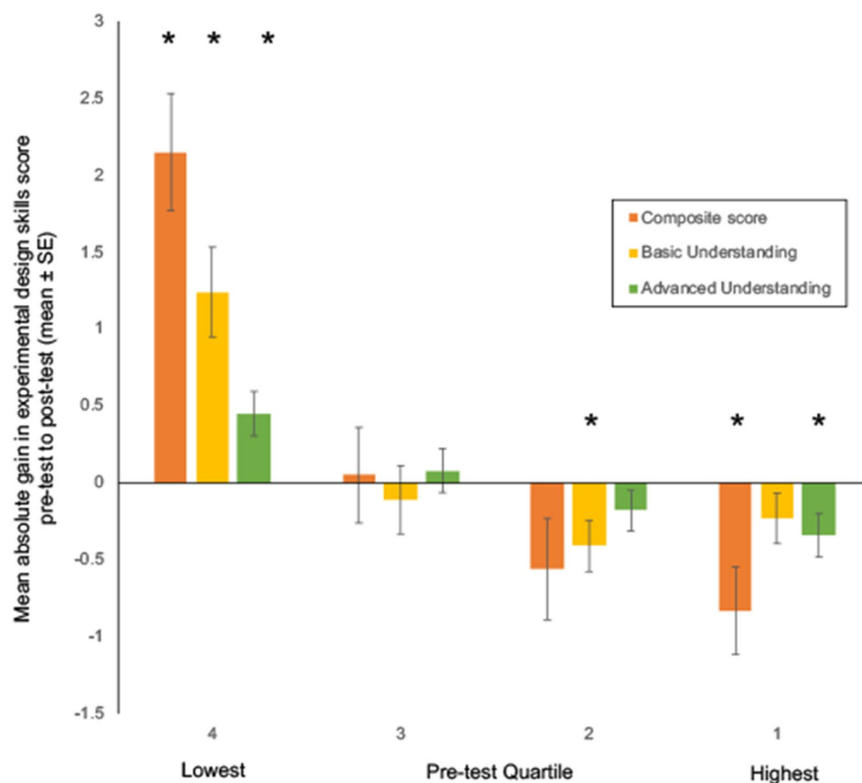 Mean absolute gain in experimental design skills score
pre-test to post-test (mean ± SE)
3
2.5
2
1.5
1
0.5
0
-0.5
-1
-1.5
* * *
*
* *
Composite score
Basic Understanding
Advanced Understanding
4 3 2 1
Lowest Pre-test Quartile Highest